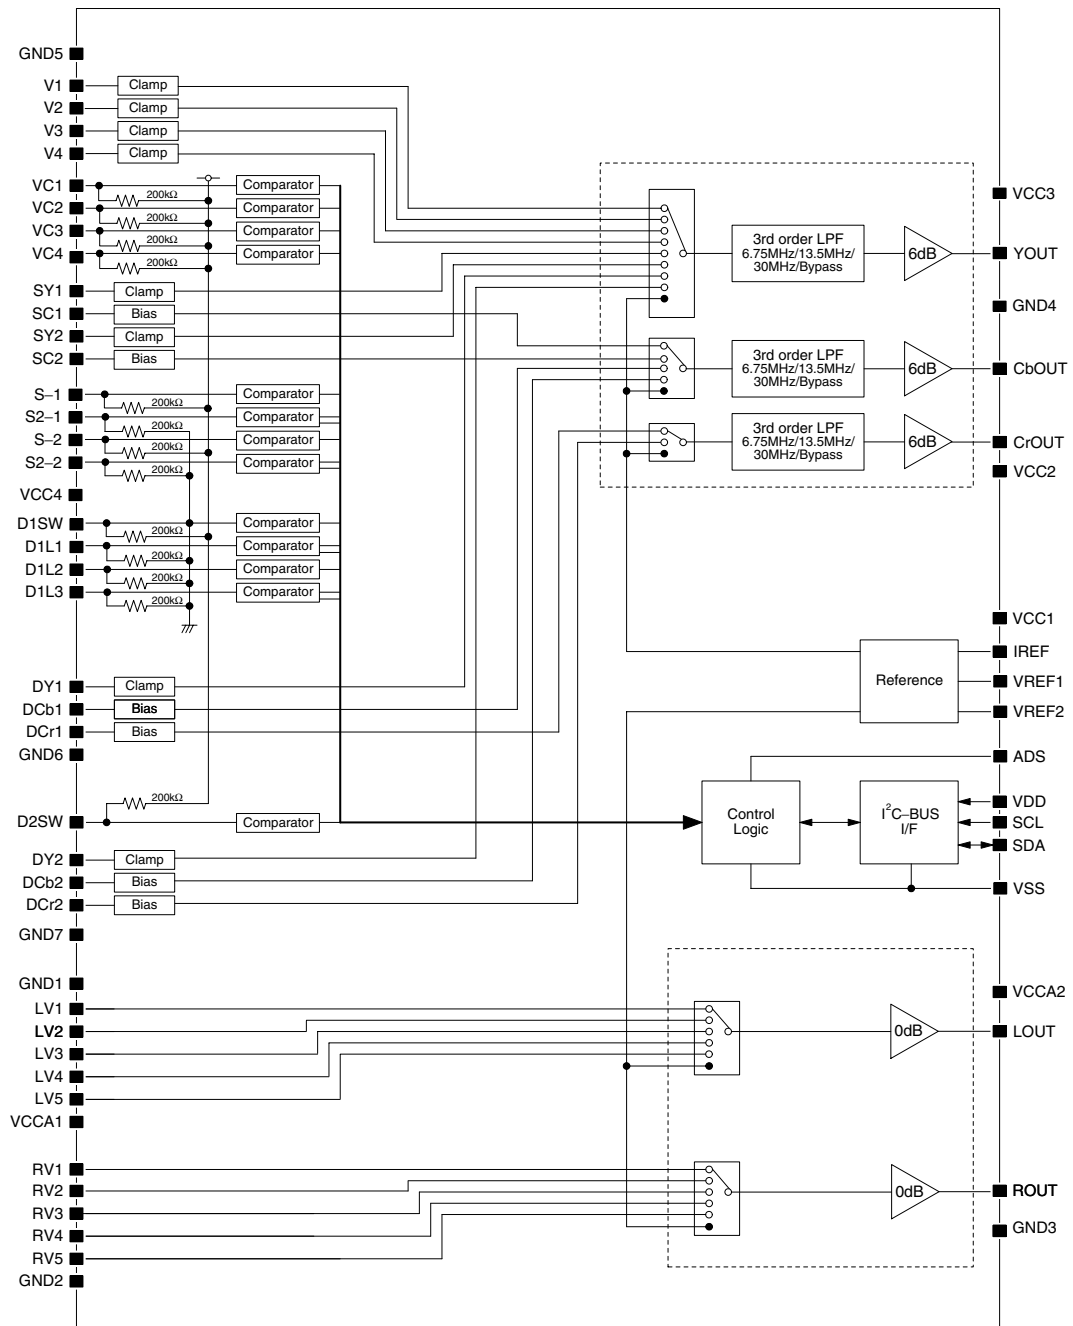 GND5
V1
Clamp
V2
Clamp
V3
Clamp
V4
Clamp
VC1
200kΩ
Comparator
VC2
200kΩ
Comparator
VC3
200kΩ
Comparator
VC4
200kΩ
Comparator
SY1
Clamp
SC1
Bias
SY2
Clamp
SC2
Bias
S–1
200kΩ
Comparator
S2–1
200kΩ
Comparator
S–2
200kΩ
Comparator
S2–2
200kΩ
Comparator
VCC4
D1SW
200kΩ
Comparator
D1L1
200kΩ
Comparator
D1L2
200kΩ
Comparator
D1L3
200kΩ
Comparator
DY1
Clamp
DCb1
Bias
DCr1
Bias
GND6
200kΩ
D2SW
Comparator
DY2
Clamp
DCb2
Bias
DCr2
Bias
GND7
GND1
LV1
LV2
LV3
LV4
LV5
VCCA1
RV1
RV2
RV3
RV4
RV5
GND2
3rd order LPF
6.75MHz/13.5MHz/
30MHz/Bypass
6dB
3rd order LPF
6.75MHz/13.5MHz/
30MHz/Bypass
6dB
3rd order LPF
6.75MHz/13.5MHz/
30MHz/Bypass
6dB
Reference
Control
Logic
I²C–BUS
I/F
0dB
0dB
VCC3
YOUT
GND4
CbOUT
CrOUT
VCC2
VCC1
IREF
VREF1
VREF2
ADS
VDD
SCL
SDA
VSS
VCCA2
LOUT
ROUT
GND3